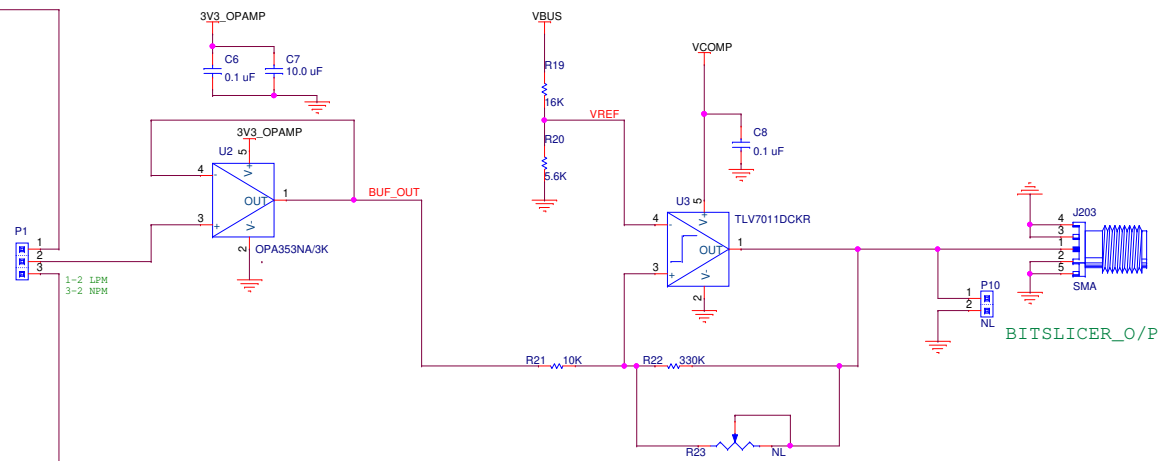 3V3_OPAMP
C6
0.1 uF
C7
10.0 uF
3V3_OPAMP
U2
5
V+
4
-
OUT
1
3
+
V-
2
OPA353NA/3K
BUF_OUT
P1
1
2
3
1-2 LPM
3-2 NPM
VBUS
R19
16K
VREF
R20
5.6K
VCOMP
C8
0.1 uF
U3
5
V+
TLV7011DCKR
4
-
OUT
1
3
+
V-
2
R21
10K
R22
330K
R23
NL
J203
4
3
1
2
5
SMA
P10
1
2
NL
BITSLICER_O/P